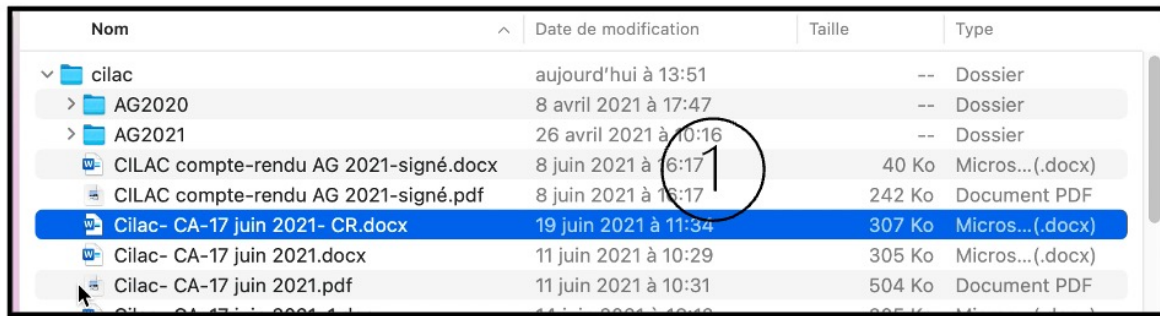 Nom Date de modification Taille Type
cilac aujourd'hui à 13:51 -- Dossier
AG2020 8 avril 2021 à 17:47 -- Dossier
AG2021 26 avril 2021 à 10:16 -- Dossier
CILAC compte-rendu AG 2021-signé.docx 8 juin 2021 à 16:17 40 Ko Micros...(.docx)
1
CILAC compte-rendu AG 2021-signé.pdf 8 juin 2021 à 16:17 242 Ko Document PDF
Cilac- CA-17 juin 2021- CR.docx 19 juin 2021 à 11:34 307 Ko Micros...(.docx)
Cilac- CA-17 juin 2021.docx 11 juin 2021 à 10:29 305 Ko Micros...(.docx)
Cilac- CA-17 juin 2021.pdf 11 juin 2021 à 10:31 504 Ko Document PDF